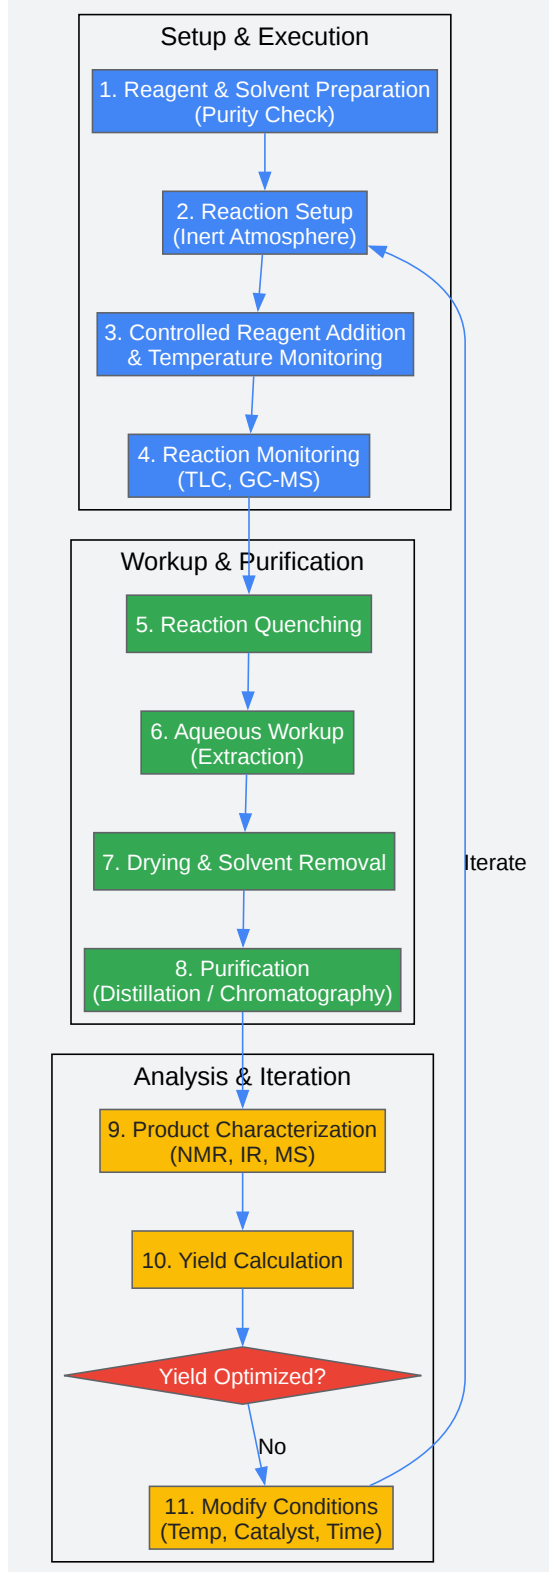 Setup & Execution
1. Reagent & Solvent Preparation
(Purity Check)
2. Reaction Setup
(Inert Atmosphere)
3. Controlled Reagent Addition
& Temperature Monitoring
4. Reaction Monitoring
(TLC, GC-MS)
Workup & Purification
5. Reaction Quenching
6. Aqueous Workup
(Extraction)
7. Drying & Solvent Removal
Iterate
8. Purification
(Distillation / Chromatography)
Analysis & Iteration
9. Product Characterization
(NMR, IR, MS)
10. Yield Calculation
Yield Optimized?
No
11. Modify Conditions
(Temp, Catalyst, Time)